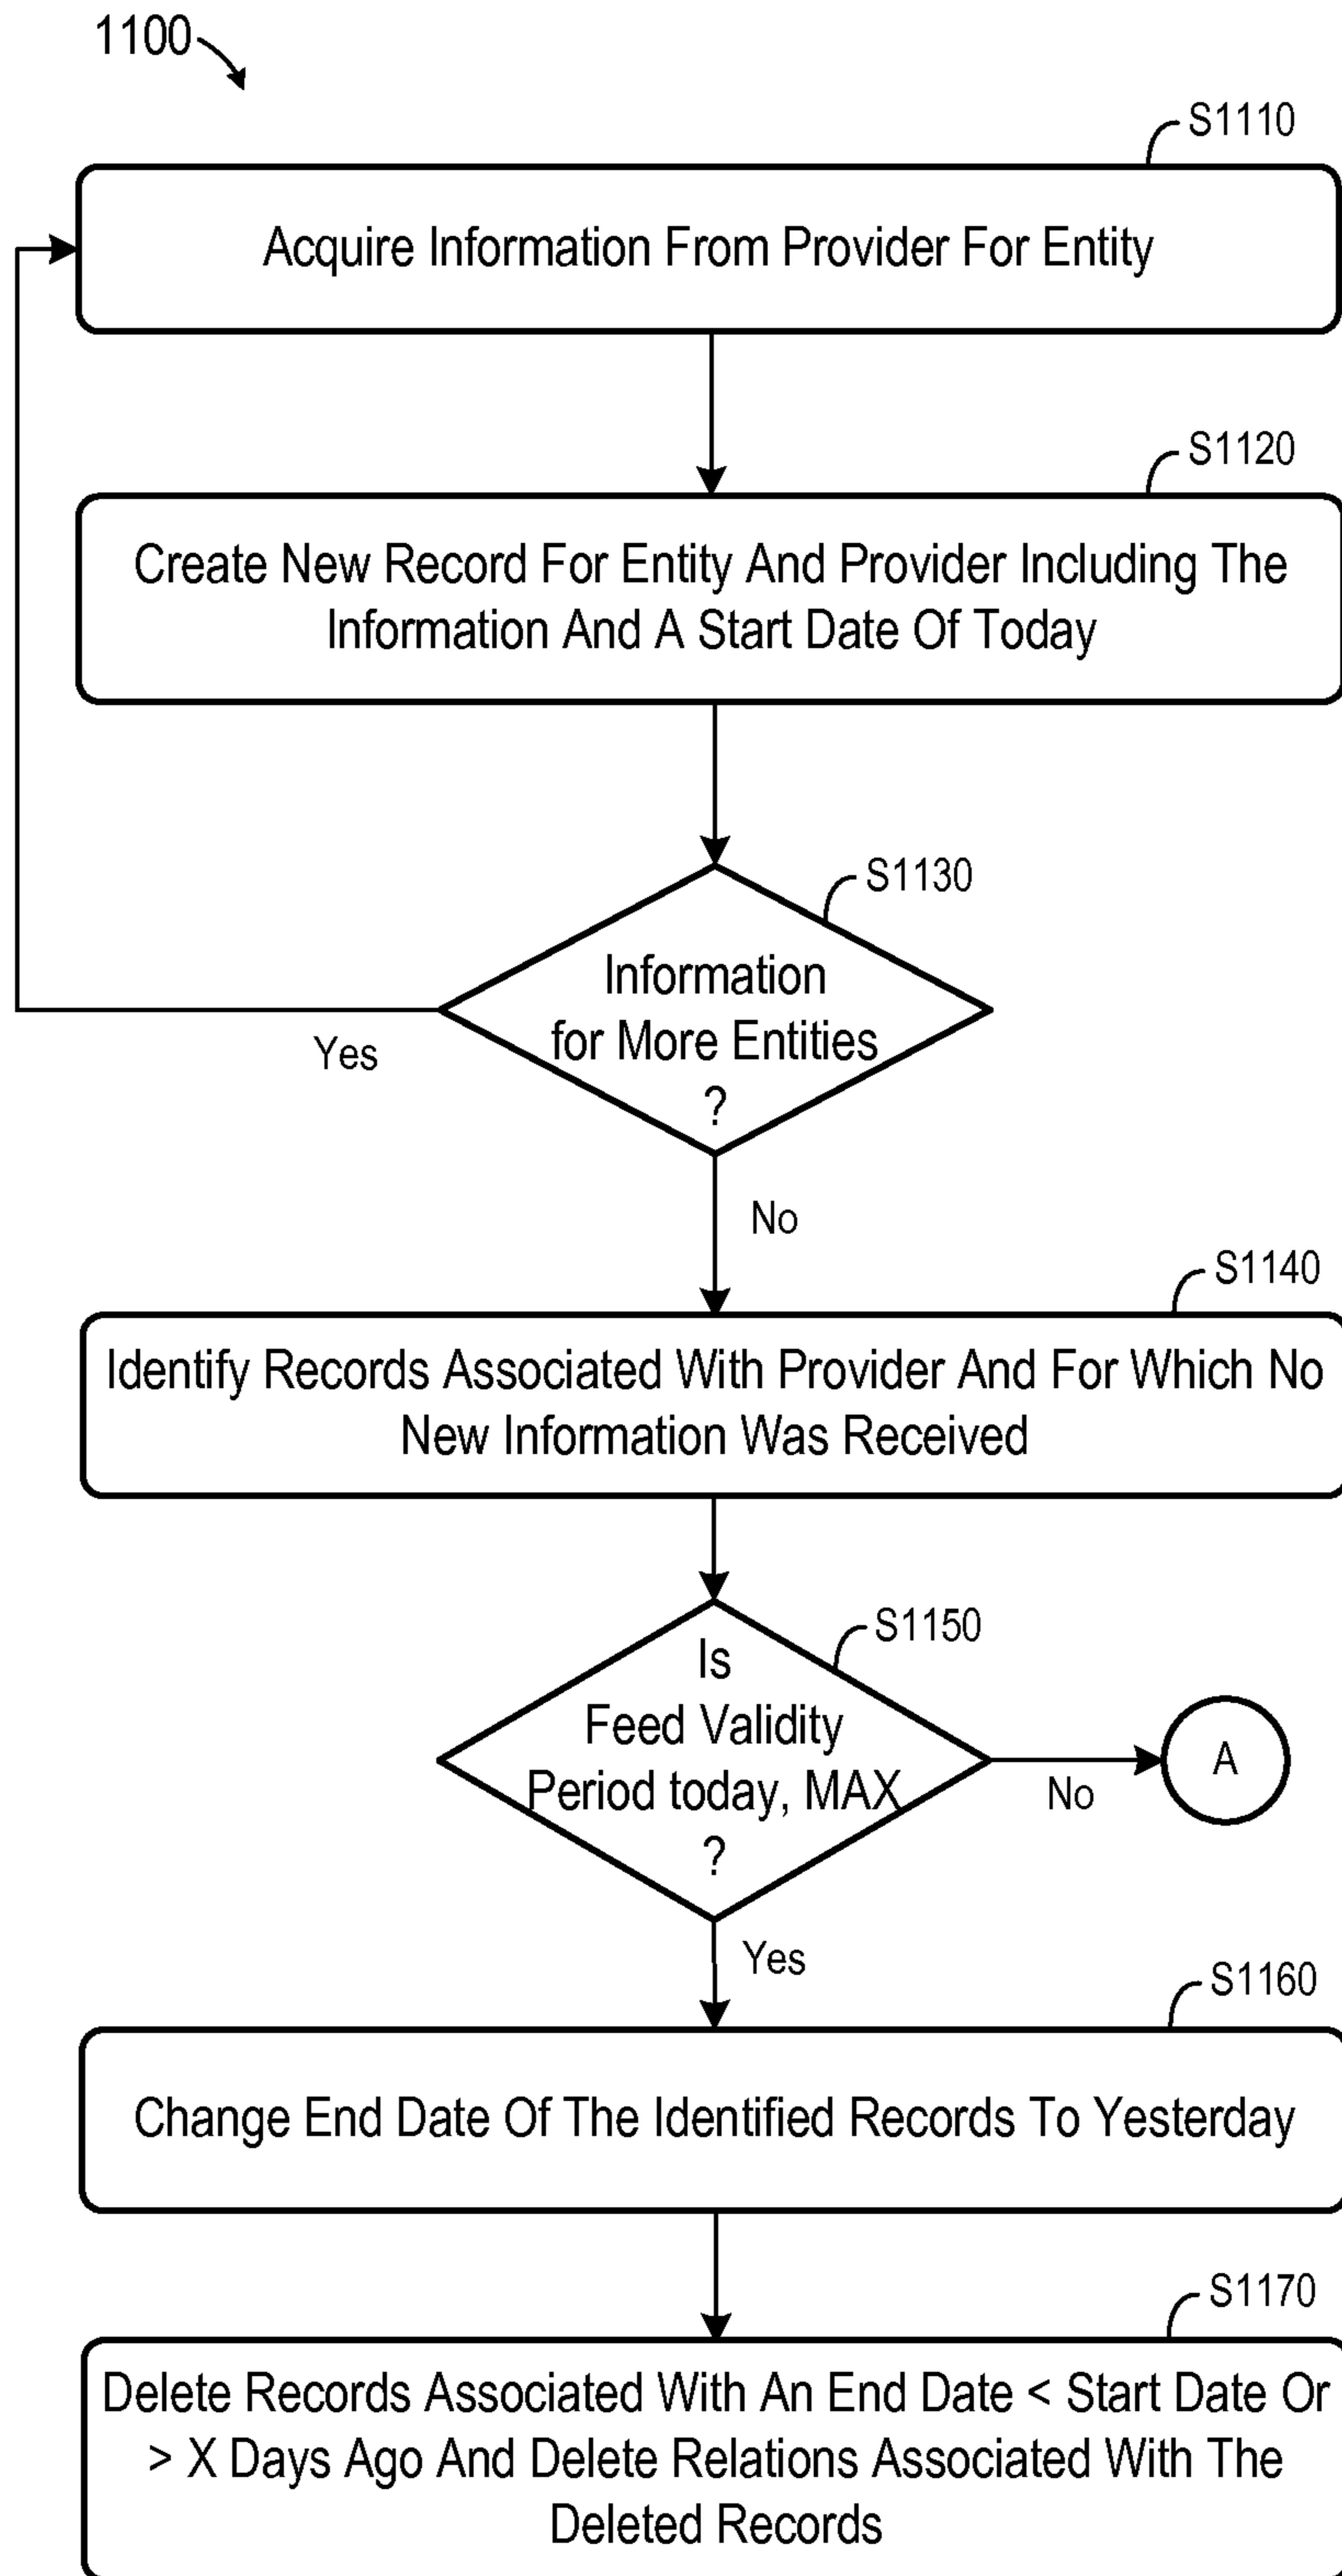 1100
S1110
Acquire Information From Provider For Entity
S1120
Create New Record For Entity And Provider Including The
Information And A Start Date Of Today
S1130
Information
for More Entities
?
Yes
No
S1140
Identify Records Associated With Provider And For Which No
New Information Was Received
S1150
Is
Feed Validity
Period today, MAX
?
No
A
Yes
S1160
Change End Date Of The Identified Records To Yesterday
S1170
Delete Records Associated With An End Date < Start Date Or
> X Days Ago And Delete Relations Associated With The
Deleted Records